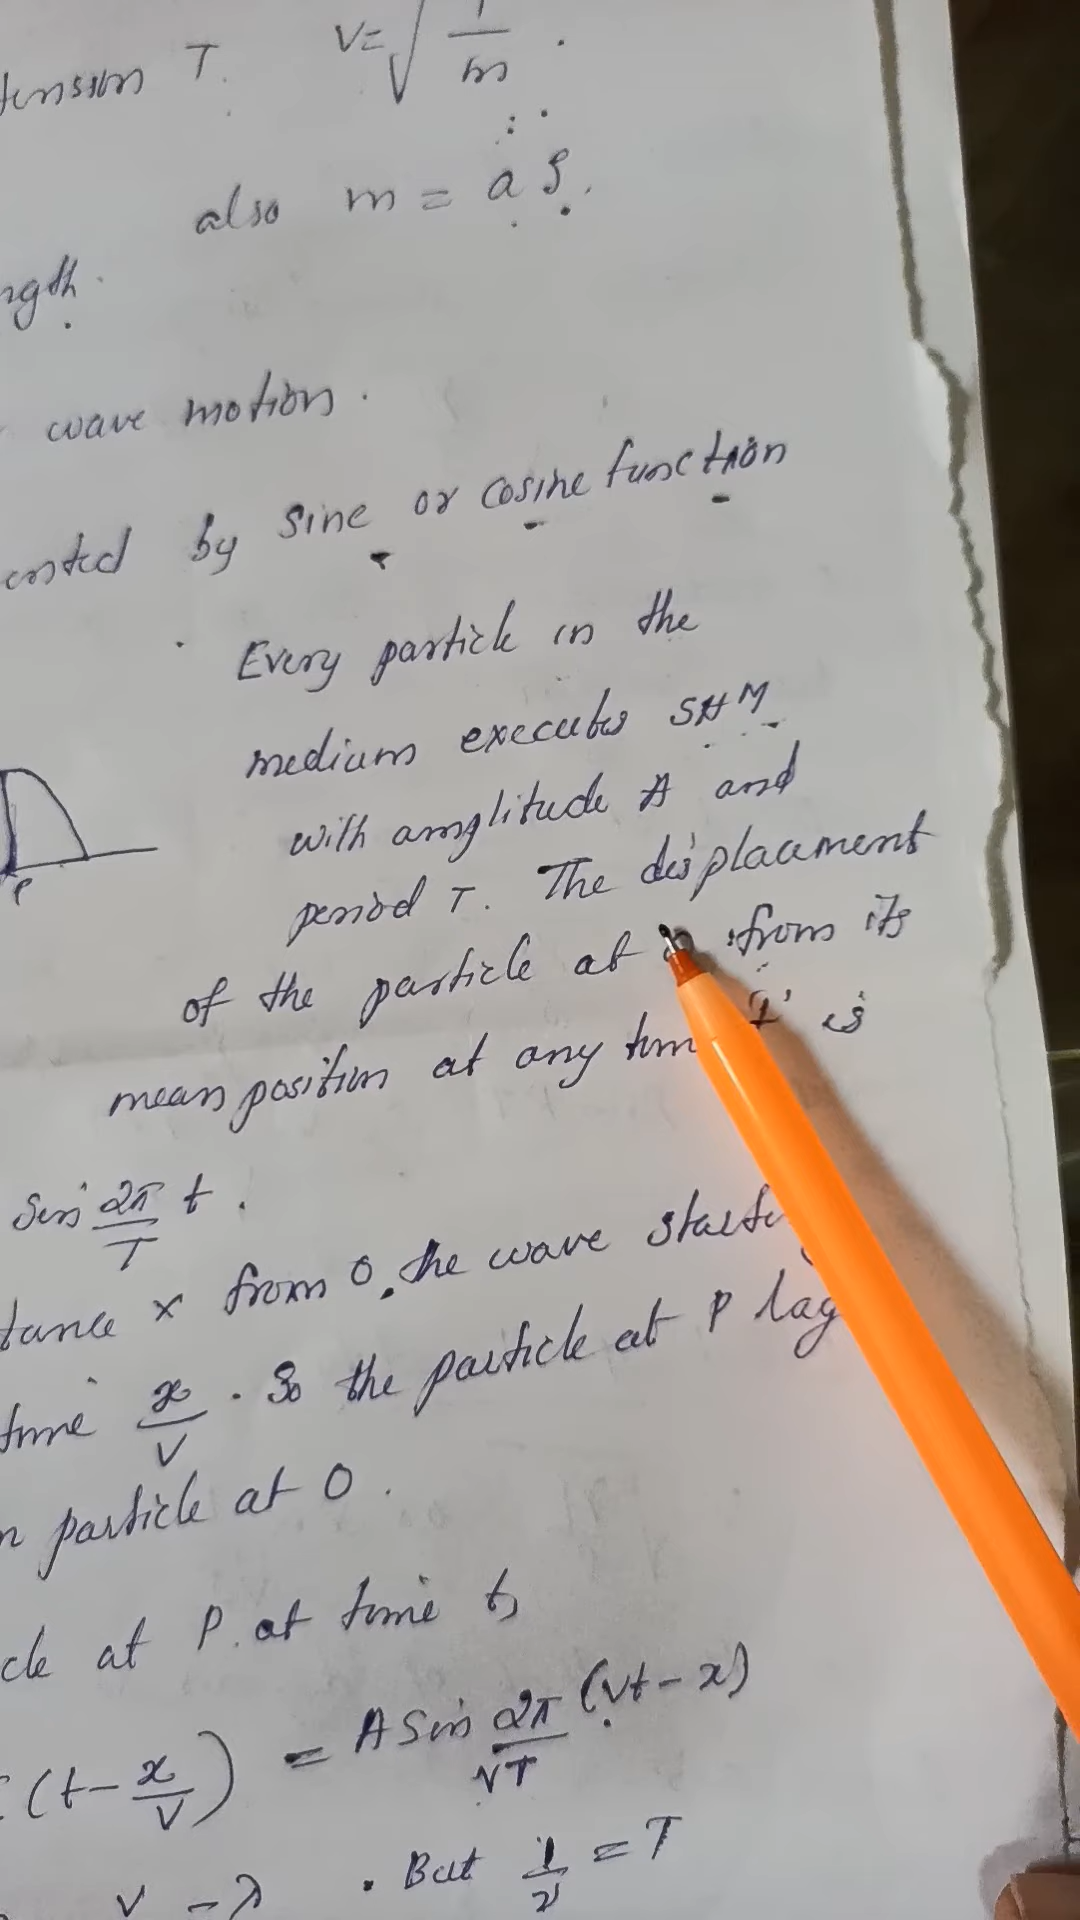 tension T. V = √ T/m .
also m = a ρ.
ngth.
wave motion.
ented by Sine or cosine function
Every particle in the
medium executes SHM
with amplitude A and
period T. The displacement
P
of the particle at from its
mean position at any time 't' is
Sin 2π/T t.
tance x from O, the wave starting
time x/V . So the particle at P lag
n particle at O.
cle at P. at time t,
(t - x/V) = A Sin 2π/VT (Vt - x)
V = λ . But 1/ν = T